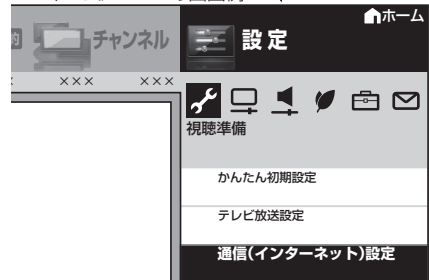 ホーム
チャンネル
設定
××× ×××
視聴準備
かんたん初期設定
テレビ放送設定
通信(インターネット)設定